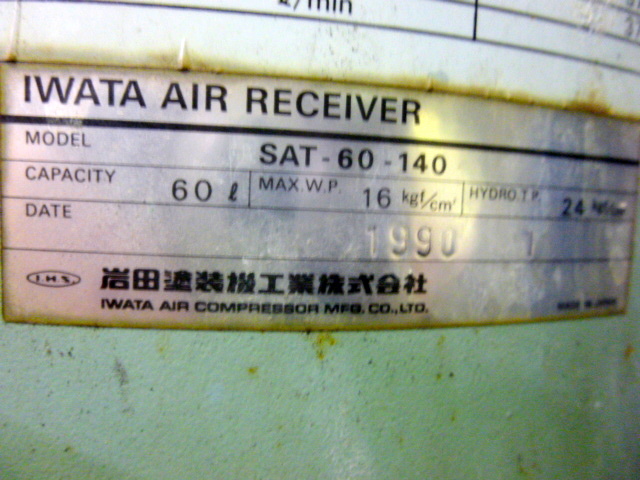 ℓ/min
IWATA AIR RECEIVER
MODEL SAT-60-140
CAPACITY 60 ℓ MAX.W.P. 16 kgf/cm² HYDRO.T.P. 24 kgf/cm²
DATE 1990 1
I.H.S. 岩田塗装機工業株式会社
IWATA AIR COMPRESSOR MFG. CO., LTD. MADE IN JAPAN